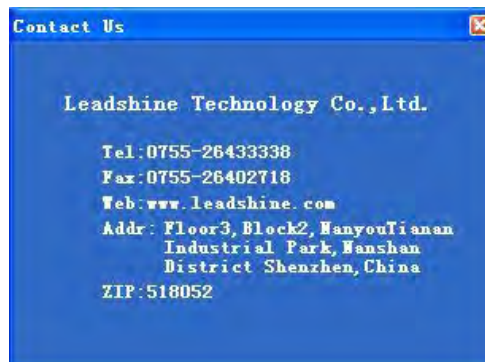 Contact Us
Leadshine Technology Co.,Ltd.
Tel:0755-26433338
Fax:0755-26402718
Web:www.leadshine.com
Addr: Floor3,Block2,NanyouTianan
Industrial Park,Nanshan
District Shenzhen,China
ZIP:518052